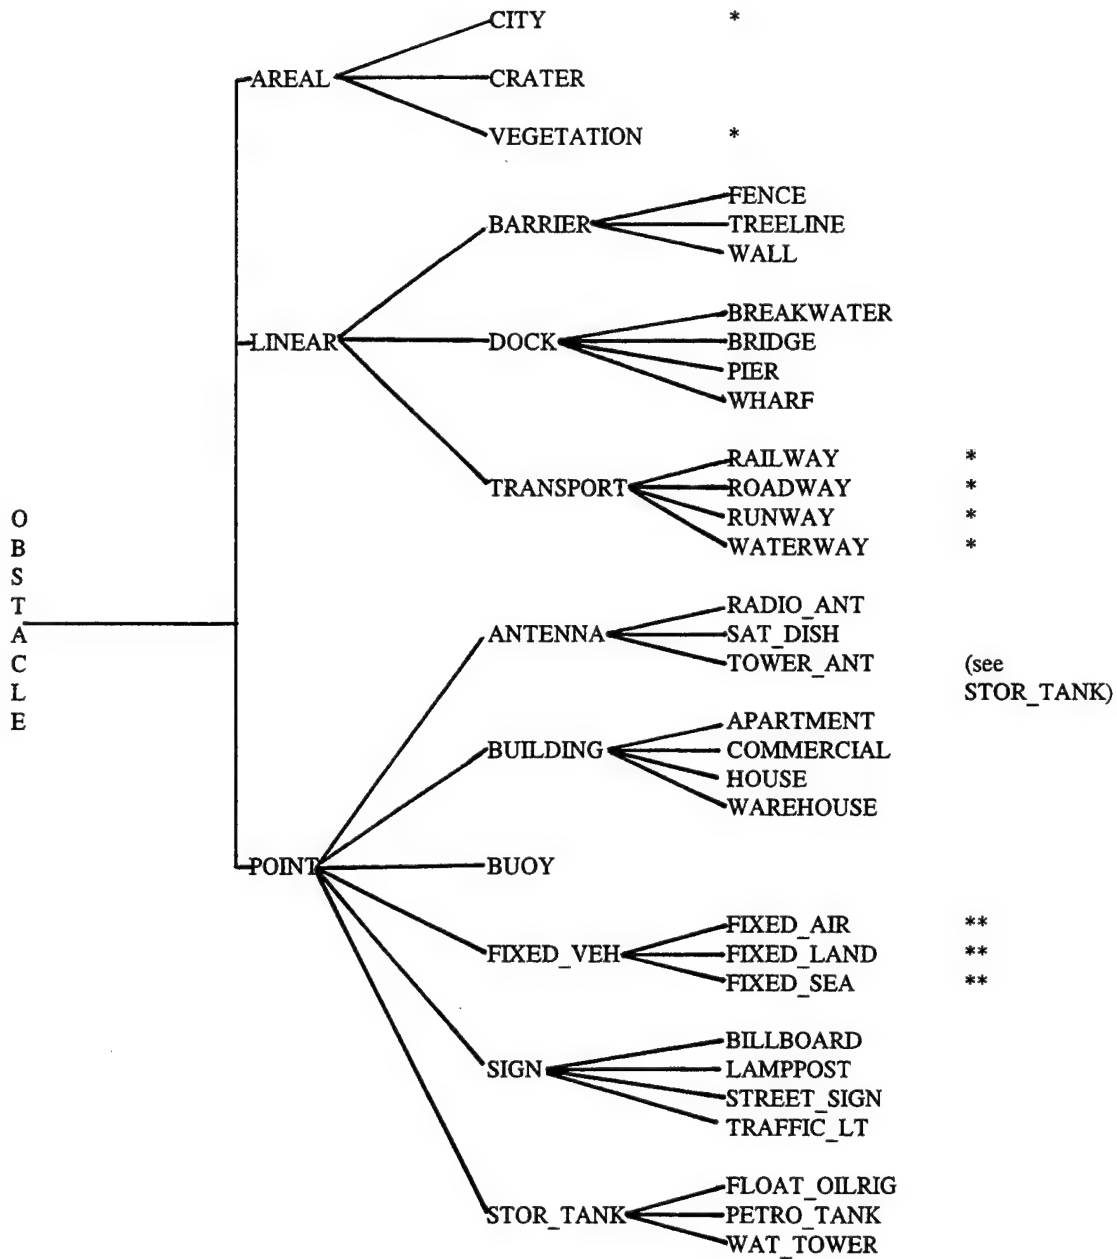 CITY *
AREAL CRATER
VEGETATION *
FENCE
BARRIER TREELINE
WALL
BREAKWATER
LINEAR DOCK BRIDGE
PIER
WHARF
RAILWAY *
TRANSPORT ROADWAY *
RUNWAY *
WATERWAY *
OBSTACLE
RADIO_ANT
ANTENNA SAT_DISH
TOWER_ANT (see
STOR_TANK)
APARTMENT
BUILDING COMMERCIAL
HOUSE
WAREHOUSE
POINT BUOY
FIXED_AIR **
FIXED_VEH FIXED_LAND **
FIXED_SEA **
BILLBOARD
SIGN LAMPPOST
STREET_SIGN
TRAFFIC_LT
FLOAT_OILRIG
STOR_TANK PETRO_TANK
WAT_TOWER